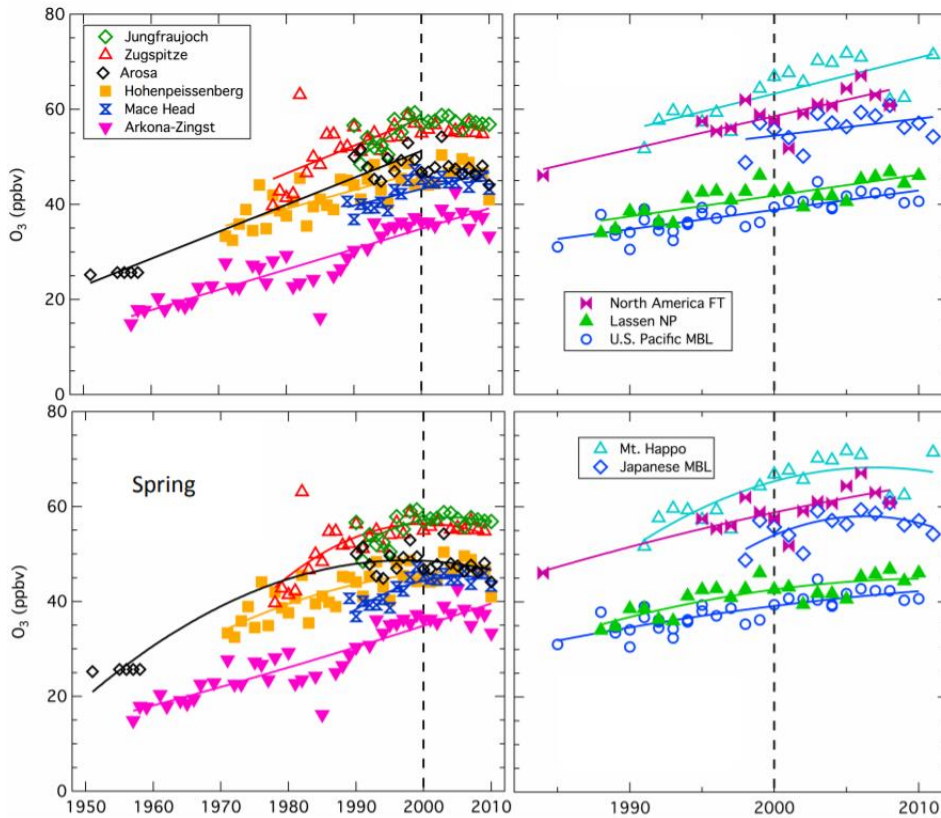 80
60
40
20
0
O₃ (ppbv)
Jungfraujoch
Zugspitze
Arosa
Hohenpeissenberg
Mace Head
Arkona-Zingst
North America FT
Lassen NP
U.S. Pacific MBL
80
60
40
20
0
O₃ (ppbv)
Spring
Mt. Happo
Japanese MBL
1950 1960 1970 1980 1990 2000 2010
1990 2000 2010